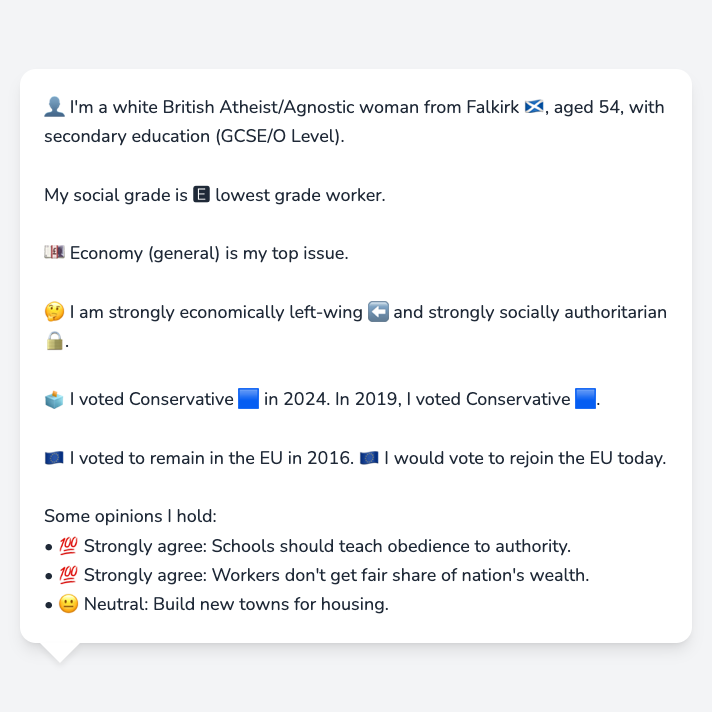 👤 I'm a white British Atheist/Agnostic woman from Falkirk 🏴󠁧󠁢󠁳󠁣󠁴󠁿, aged 54, with
secondary education (GCSE/O Level).
My social grade is 🅴 lowest grade worker.
💷 Economy (general) is my top issue.
🤔 I am strongly economically left-wing ⬅️ and strongly socially authoritarian
🔒.
🗳️ I voted Conservative 🟦 in 2024. In 2019, I voted Conservative 🟦.
🇪🇺 I voted to remain in the EU in 2016. 🇪🇺 I would vote to rejoin the EU today.
Some opinions I hold:
• 💯 Strongly agree: Schools should teach obedience to authority.
• 💯 Strongly agree: Workers don't get fair share of nation's wealth.
• 😐 Neutral: Build new towns for housing.